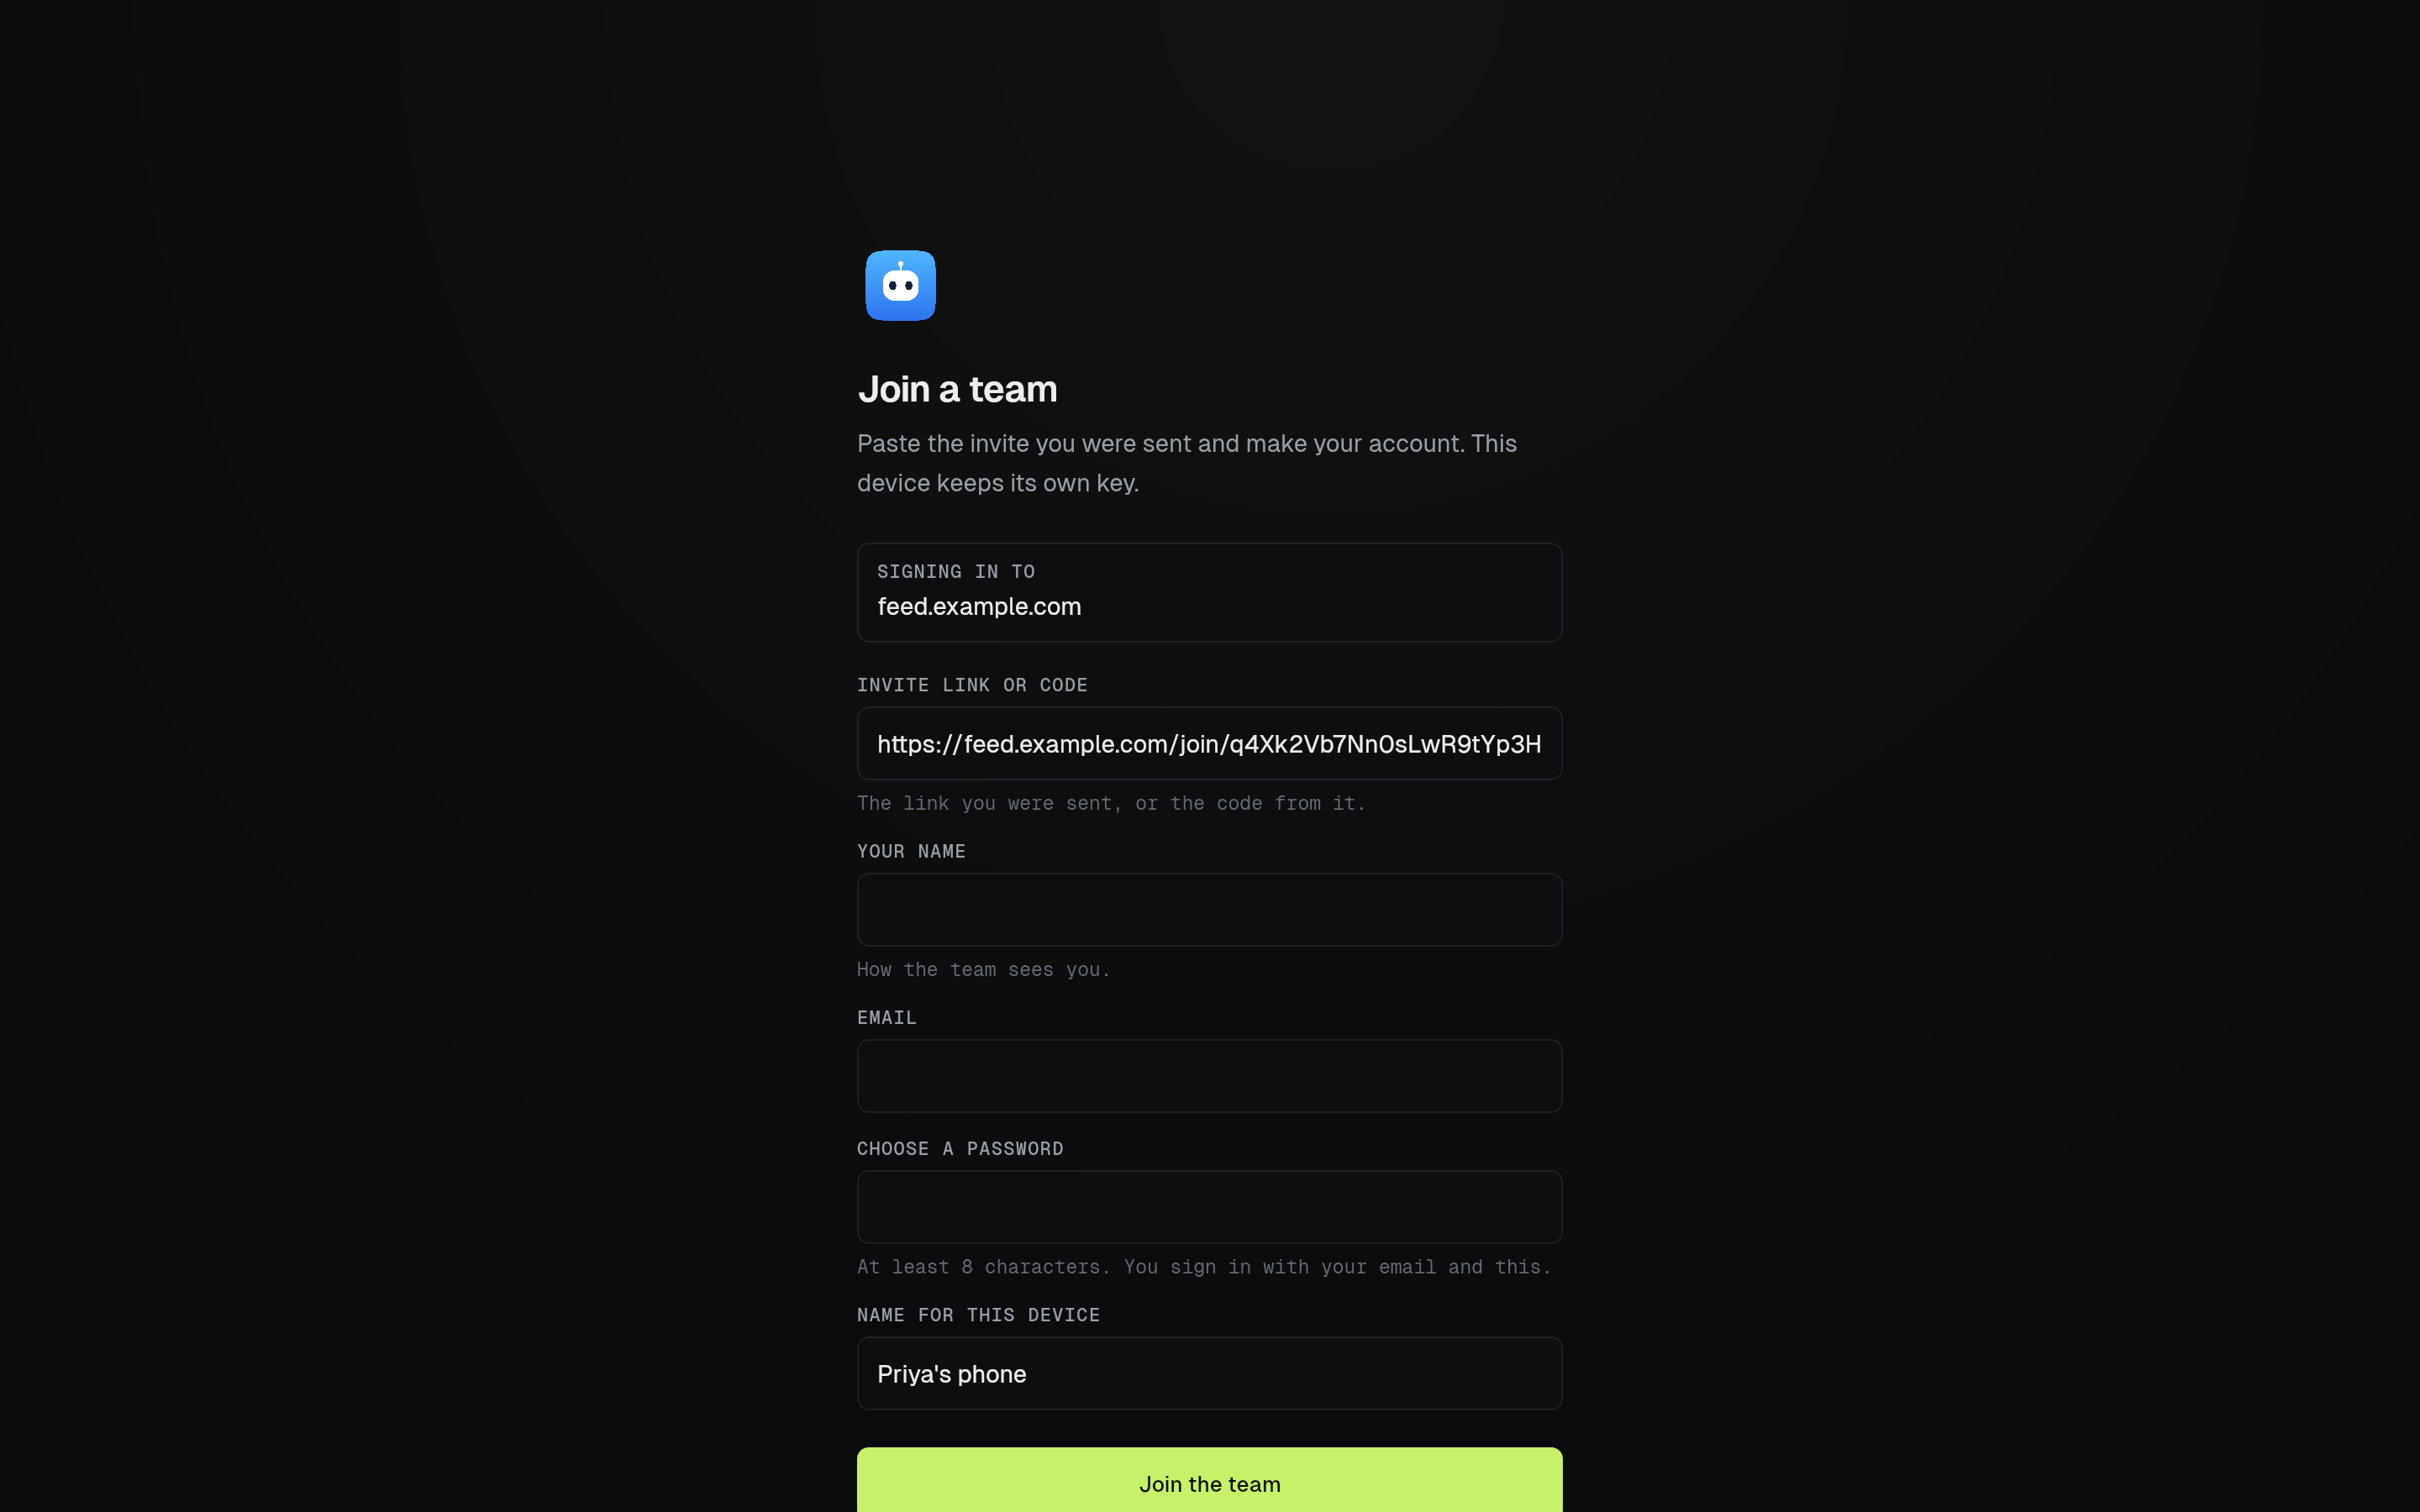 Join a team
Paste the invite you were sent and make your account. This
device keeps its own key.
SIGNING IN TO
feed.example.com
INVITE LINK OR CODE
https://feed.example.com/join/q4Xk2Vb7Nn0sLwR9tYp3H
The link you were sent, or the code from it.
YOUR NAME
How the team sees you.
EMAIL
CHOOSE A PASSWORD
At least 8 characters. You sign in with your email and this.
NAME FOR THIS DEVICE
Priya's phone
Join the team